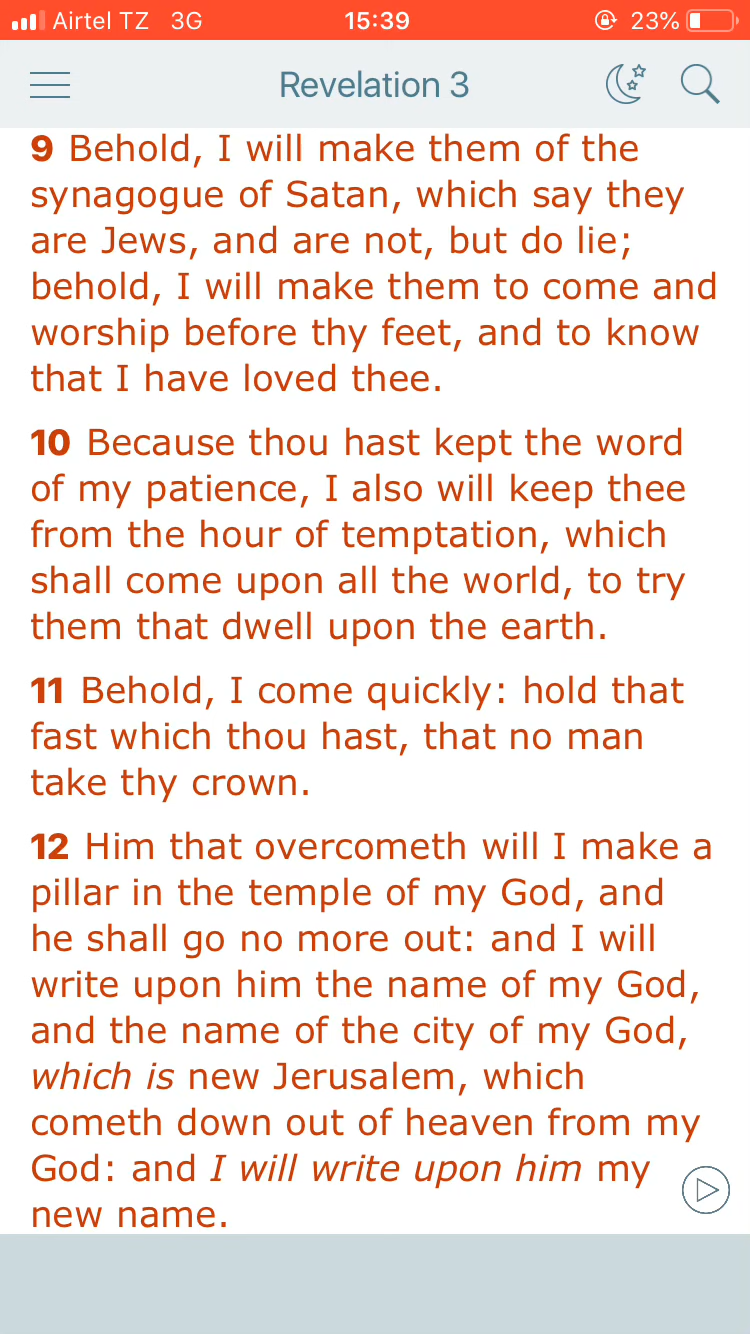 Airtel TZ 3G 15:39 23%
Revelation 3
9 Behold, I will make them of the
synagogue of Satan, which say they
are Jews, and are not, but do lie;
behold, I will make them to come and
worship before thy feet, and to know
that I have loved thee.
10 Because thou hast kept the word
of my patience, I also will keep thee
from the hour of temptation, which
shall come upon all the world, to try
them that dwell upon the earth.
11 Behold, I come quickly: hold that
fast which thou hast, that no man
take thy crown.
12 Him that overcometh will I make a
pillar in the temple of my God, and
he shall go no more out: and I will
write upon him the name of my God,
and the name of the city of my God,
which is new Jerusalem, which
cometh down out of heaven from my
God: and I will write upon him my
new name.